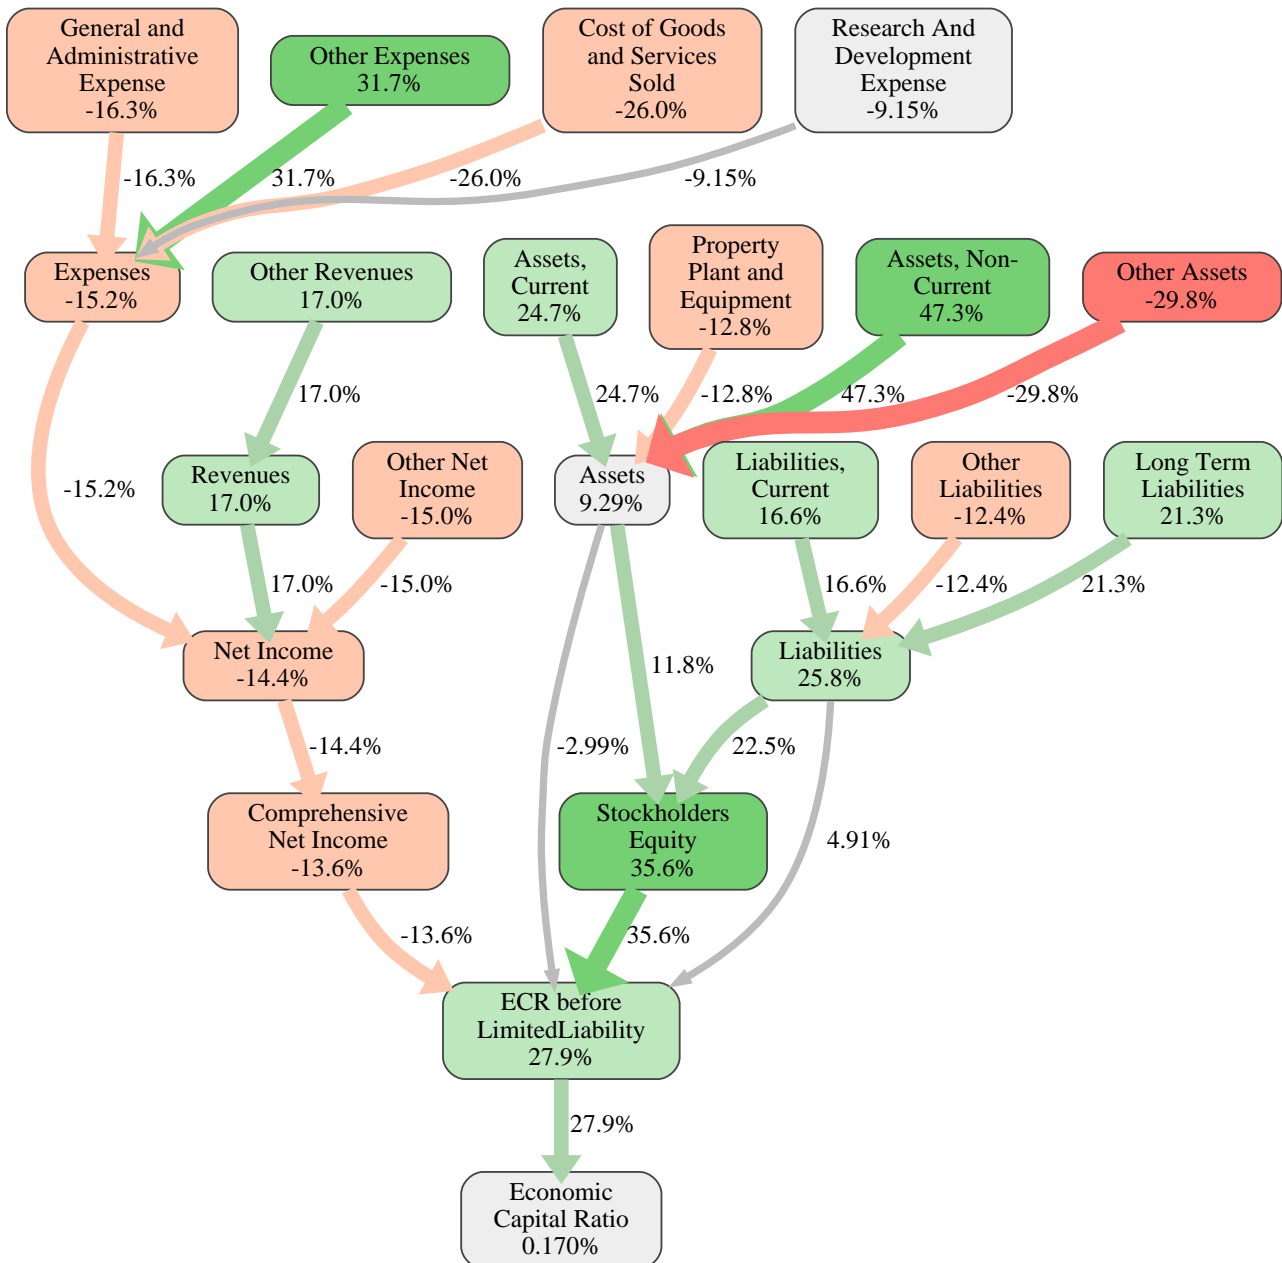 General and
Administrative
Expense
-16.3%
Other Expenses
31.7%
Cost of Goods
and Services
Sold
-26.0%
Research And
Development
Expense
-9.15%
-16.3%
31.7%
-26.0%
-9.15%
Expenses
-15.2%
Other Revenues
17.0%
Assets,
Current
24.7%
Property
Plant and
Equipment
-12.8%
Assets, Non-
Current
47.3%
Other Assets
-29.8%
17.0%
24.7%
-12.8%
47.3%
-29.8%
-15.2%
Revenues
17.0%
Other Net
Income
-15.0%
Assets
9.29%
Liabilities,
Current
16.6%
Other
Liabilities
-12.4%
Long Term
Liabilities
21.3%
17.0%
-15.0%
16.6%
-12.4%
21.3%
Net Income
-14.4%
11.8%
Liabilities
25.8%
-14.4%
-2.99%
22.5%
Comprehensive
Net Income
-13.6%
Stockholders
Equity
35.6%
4.91%
-13.6%
35.6%
ECR before
LimitedLiability
27.9%
27.9%
Economic
Capital Ratio
0.170%